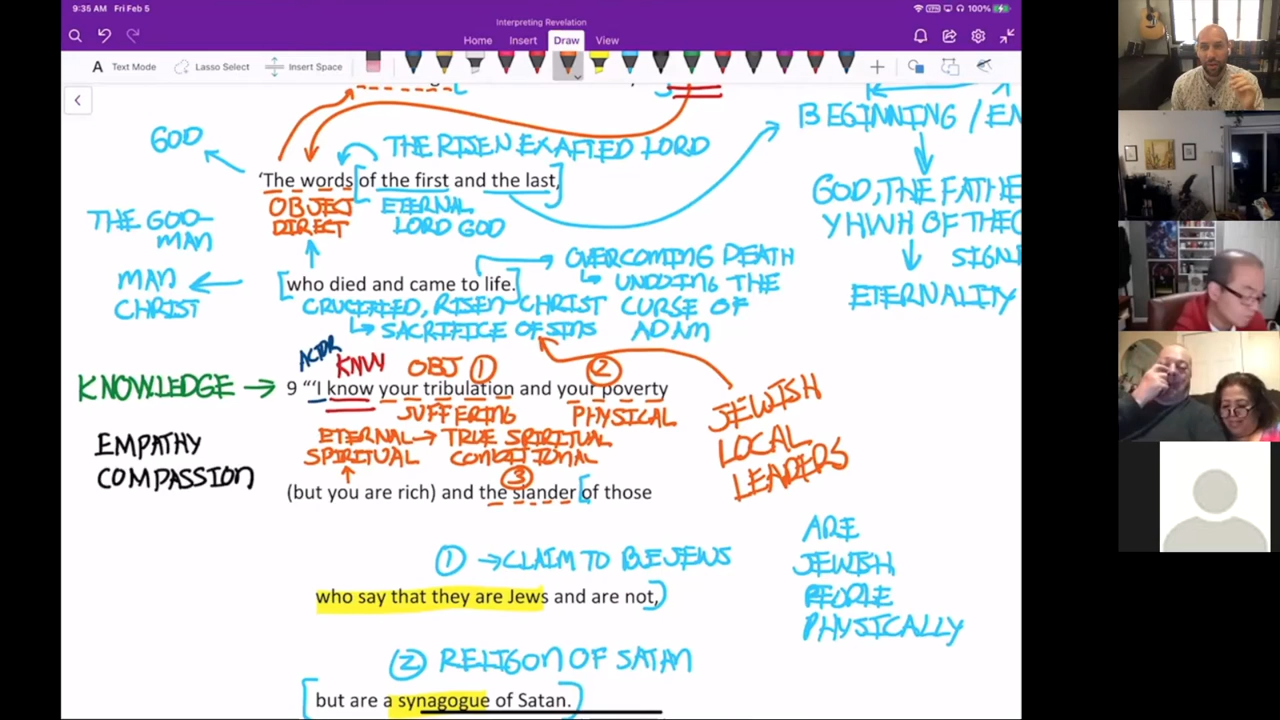 9:35 AM Fri Feb 5
VPN
100%
Interpreting Revelation
Home Insert Draw View
Text Mode Lasso Select Insert Space
BEGINNING / EN
GOD
THE RISEN EXALTED LORD
‘The words of the first and the last,
OBJECT
DIRECT
ETERNAL
LORD GOD
GOD, THE FATHE
YHWH OF THE O
SIGNI
ETERNALITY
THE GOD-
MAN
MAN
CHRIST
OVERCOMING DEATH
UNDOING THE
CURSE OF
ADAM
who died and came to life.
CRUCIFIED, RISEN CHRIST
SACRIFICE OF SINS
ACTOR
KNW
OBJ 1
2
KNOWLEDGE
9 “‘I know your tribulation and your poverty
SUFFERING
PHYSICAL
JEWISH
LOCAL
LEADERS
EMPATHY
COMPASSION
ETERNAL → TRUE SPIRITUAL
SPIRITUAL CONDITIONAL
3
(but you are rich) and the slander of those
ARE
JEWISH
PEOPLE
PHYSICALLY
1 → CLAIM TO BE JEWS
who say that they are Jews and are not,
2 RELIGON OF SATAN
but are a synagogue of Satan.